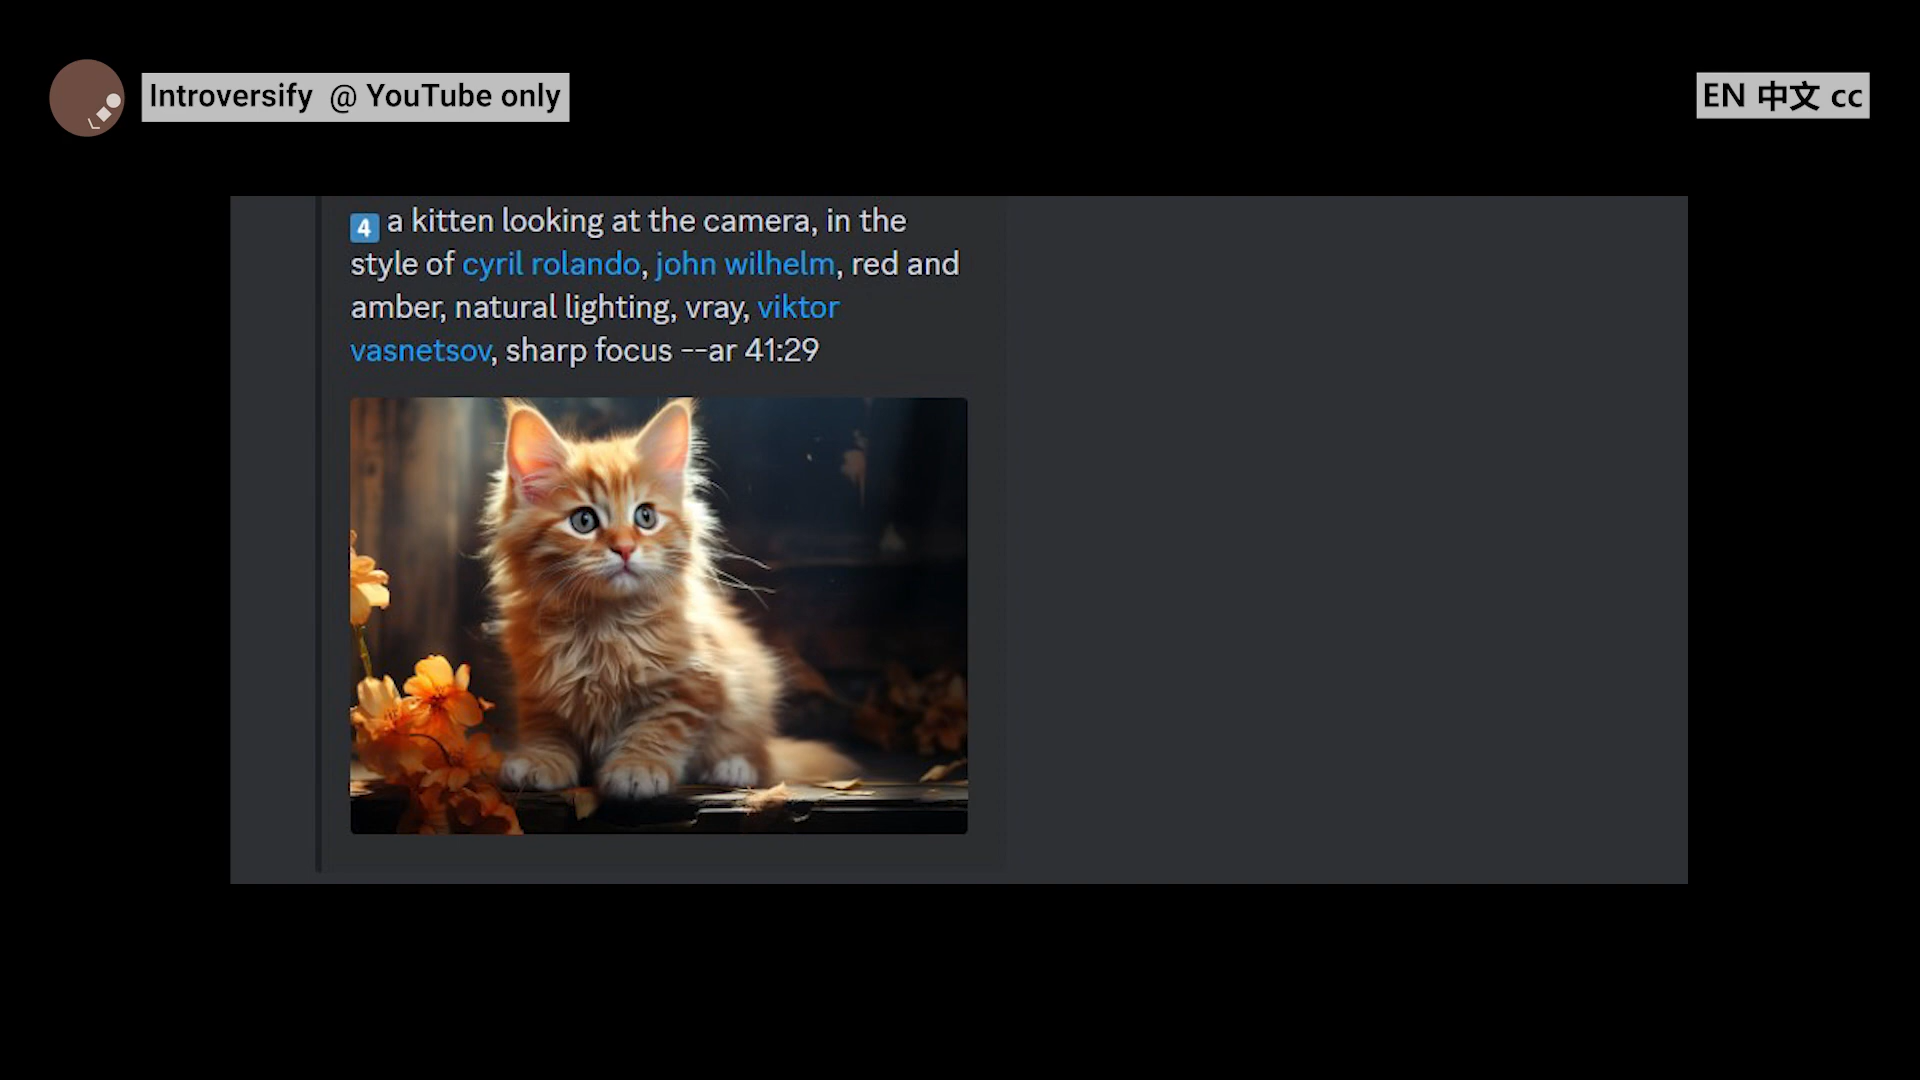 Introversify @ YouTube only
EN 中文 cc
4 a kitten looking at the camera, in the
style of cyril rolando, john wilhelm, red and
amber, natural lighting, vray, viktor
vasnetsov, sharp focus --ar 41:29